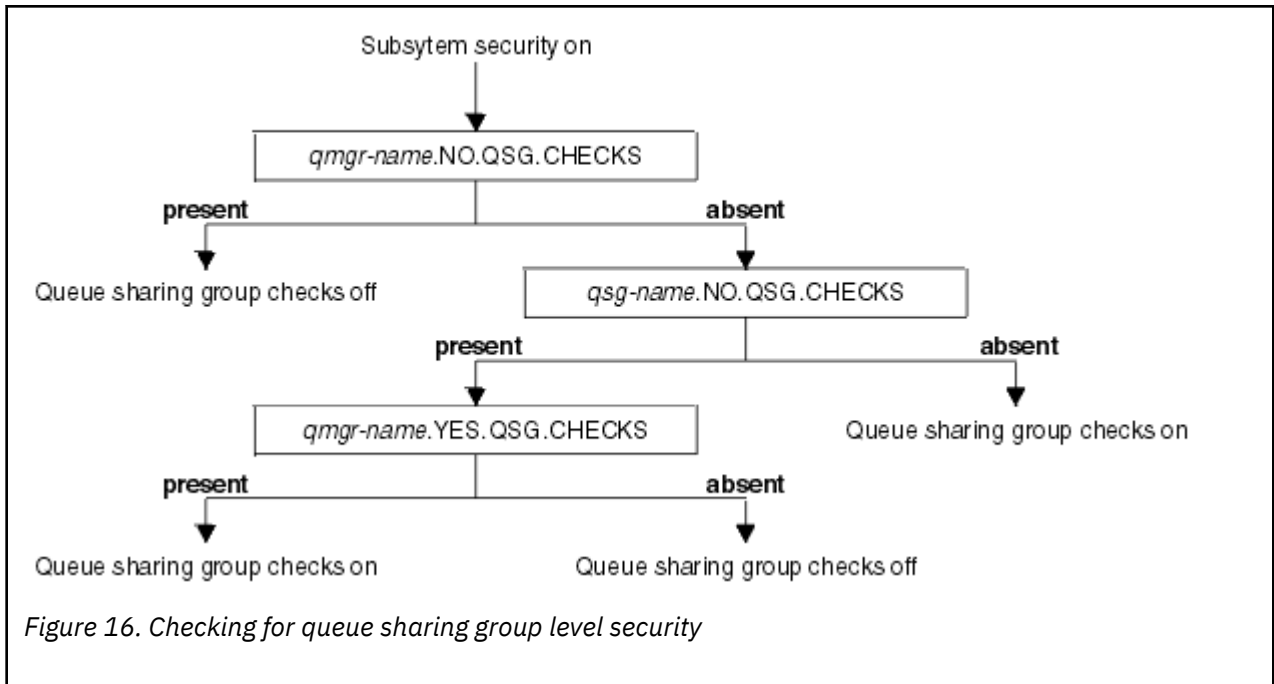 Subsytem security on
qmgr-name.NO.QSG.CHECKS
present
absent
Queue sharing group checks off
qsg-name.NO.QSG.CHECKS
present
absent
qmgr-name.YES.QSG.CHECKS
Queue sharing group checks on
present
absent
Queue sharing group checks on
Queue sharing group checks off
Figure 16. Checking for queue sharing group level security